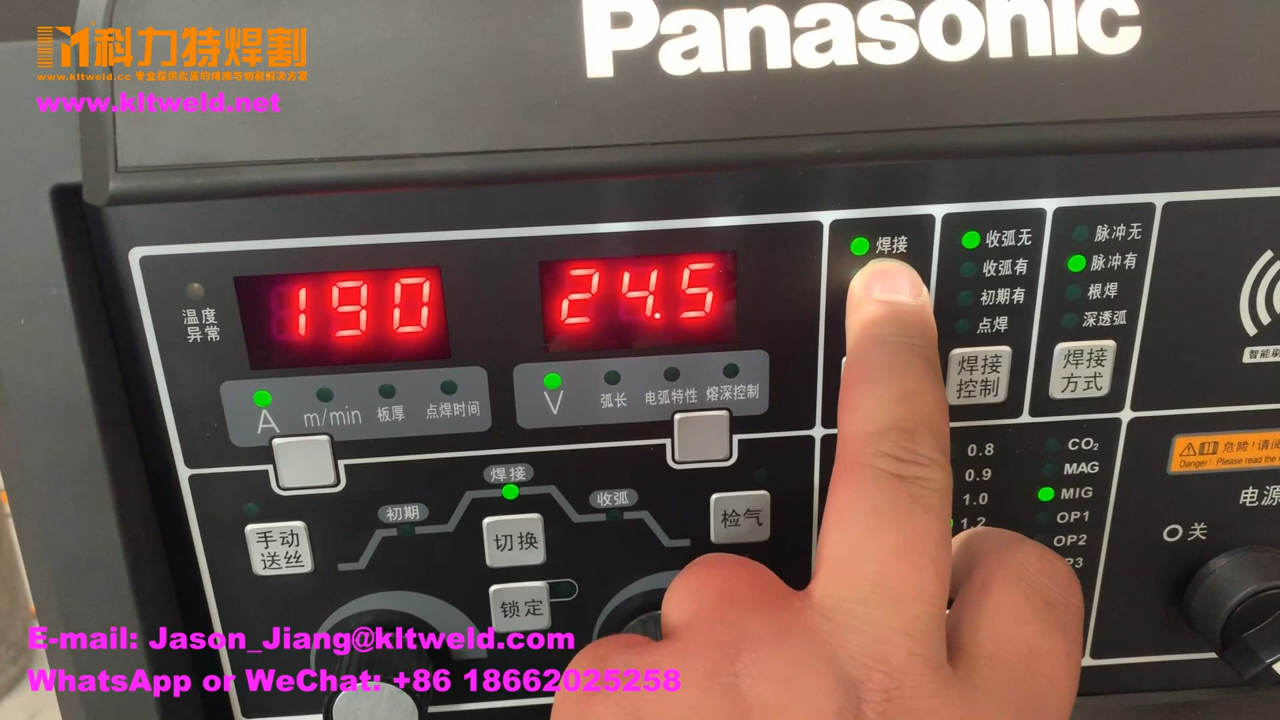 Panasonic
科力特焊割
www.kltweld.cc 专业提供优质的焊接与切割解决方案
www.kltweld.net
温度
异常
190
24.5
A
m/min
板厚
点焊时间
V
弧长
电弧特性
熔深控制
焊接
收弧无
收弧有
初期有
点焊
焊接
控制
脉冲无
脉冲有
根焊
深透弧
焊接
方式
智能刷
危险!请
Danger! Please read the
电源
关
初期
焊接
收弧
手动
送丝
切换
锁定
检气
0.8
0.9
1.0
1.2
CO₂
MAG
MIG
OP1
OP2
P3
E-mail: Jason_Jiang@kltweld.com
WhatsApp or WeChat: +86 18662025258